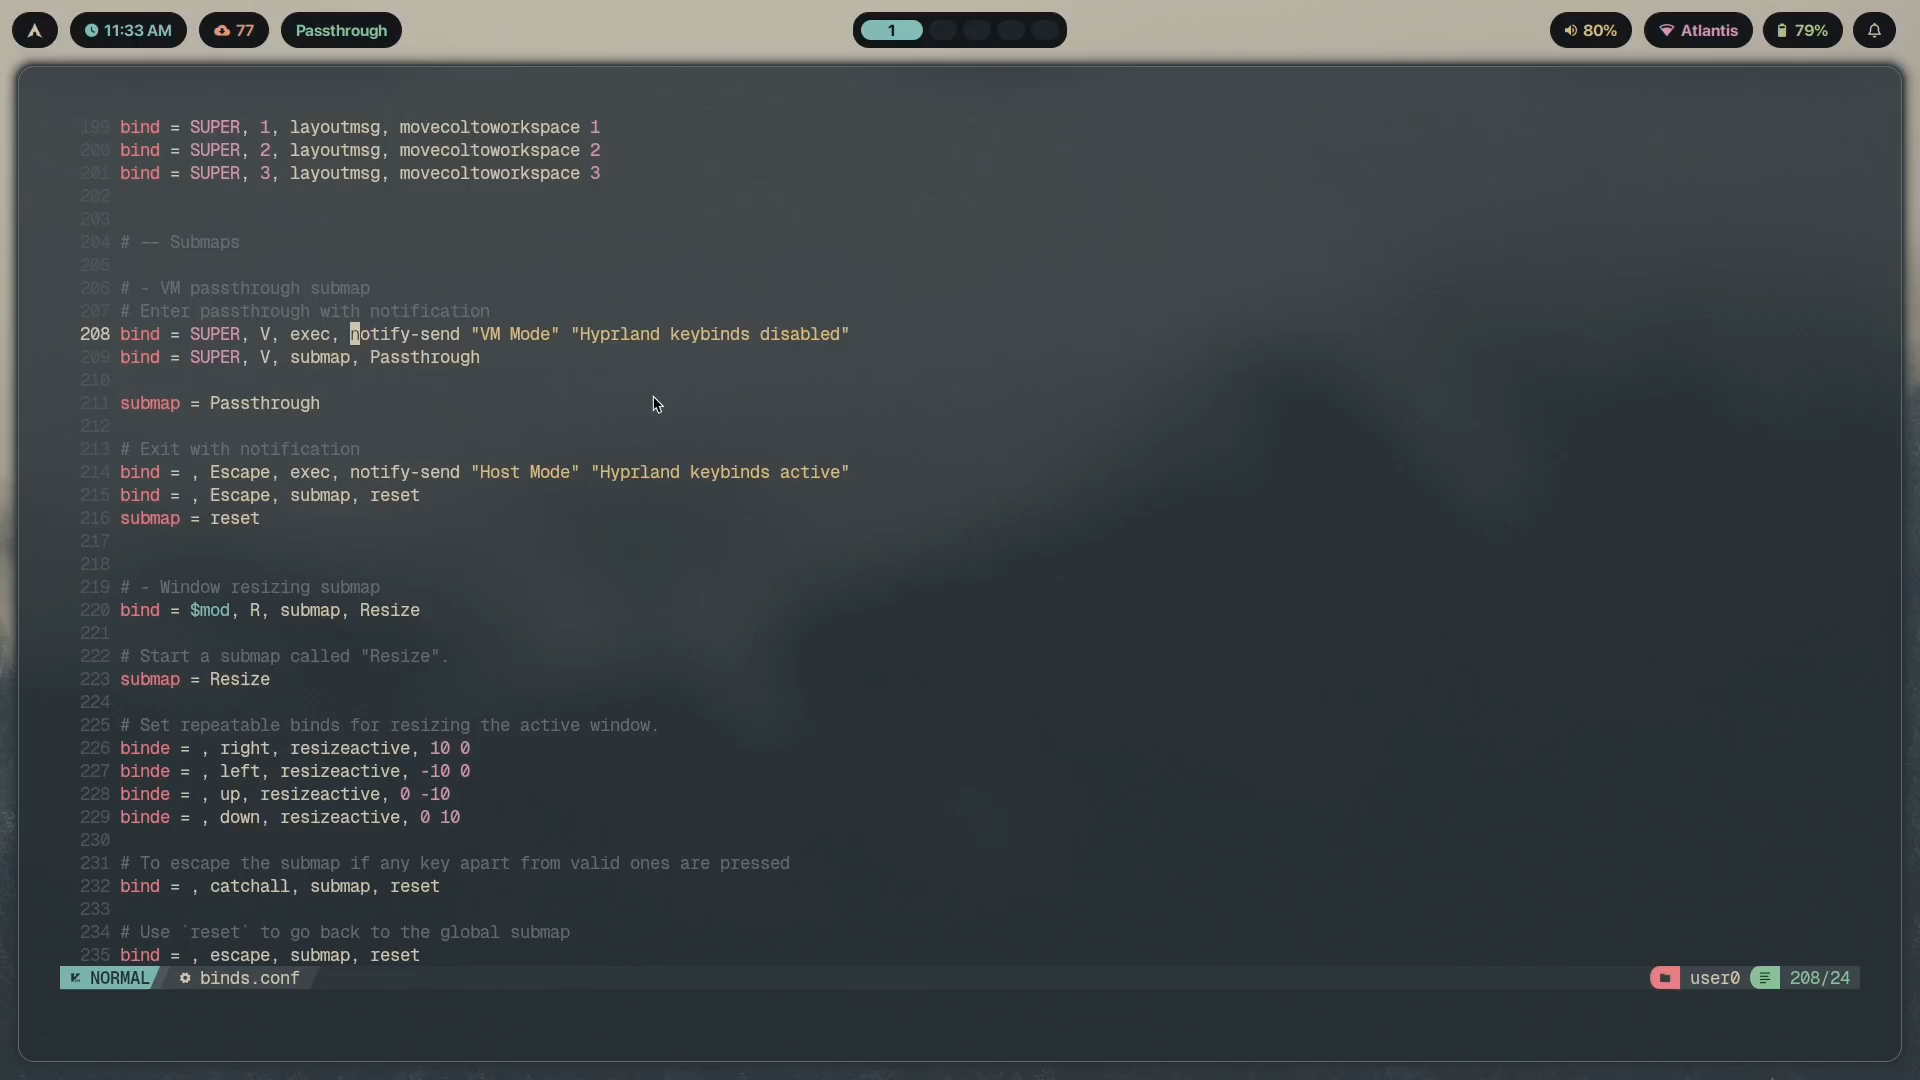 11:33 AM 77 Passthrough 1 80% Atlantis 79%
199 bind = SUPER, 1, layoutmsg, movecoltoworkspace 1
200 bind = SUPER, 2, layoutmsg, movecoltoworkspace 2
201 bind = SUPER, 3, layoutmsg, movecoltoworkspace 3
202
203
204 # -- Submaps
205
206 # - VM passthrough submap
207 # Enter passthrough with notification
208 bind = SUPER, V, exec, notify-send "VM Mode" "Hyprland keybinds disabled"
209 bind = SUPER, V, submap, Passthrough
210
211 submap = Passthrough
212
213 # Exit with notification
214 bind = , Escape, exec, notify-send "Host Mode" "Hyprland keybinds active"
215 bind = , Escape, submap, reset
216 submap = reset
217
218
219 # - Window resizing submap
220 bind = $mod, R, submap, Resize
221
222 # Start a submap called "Resize".
223 submap = Resize
224
225 # Set repeatable binds for resizing the active window.
226 binde = , right, resizeactive, 10 0
227 binde = , left, resizeactive, -10 0
228 binde = , up, resizeactive, 0 -10
229 binde = , down, resizeactive, 0 10
230
231 # To escape the submap if any key apart from valid ones are pressed
232 bind = , catchall, submap, reset
233
234 # Use `reset` to go back to the global submap
235 bind = , escape, submap, reset
NORMAL binds.conf user0 208/24